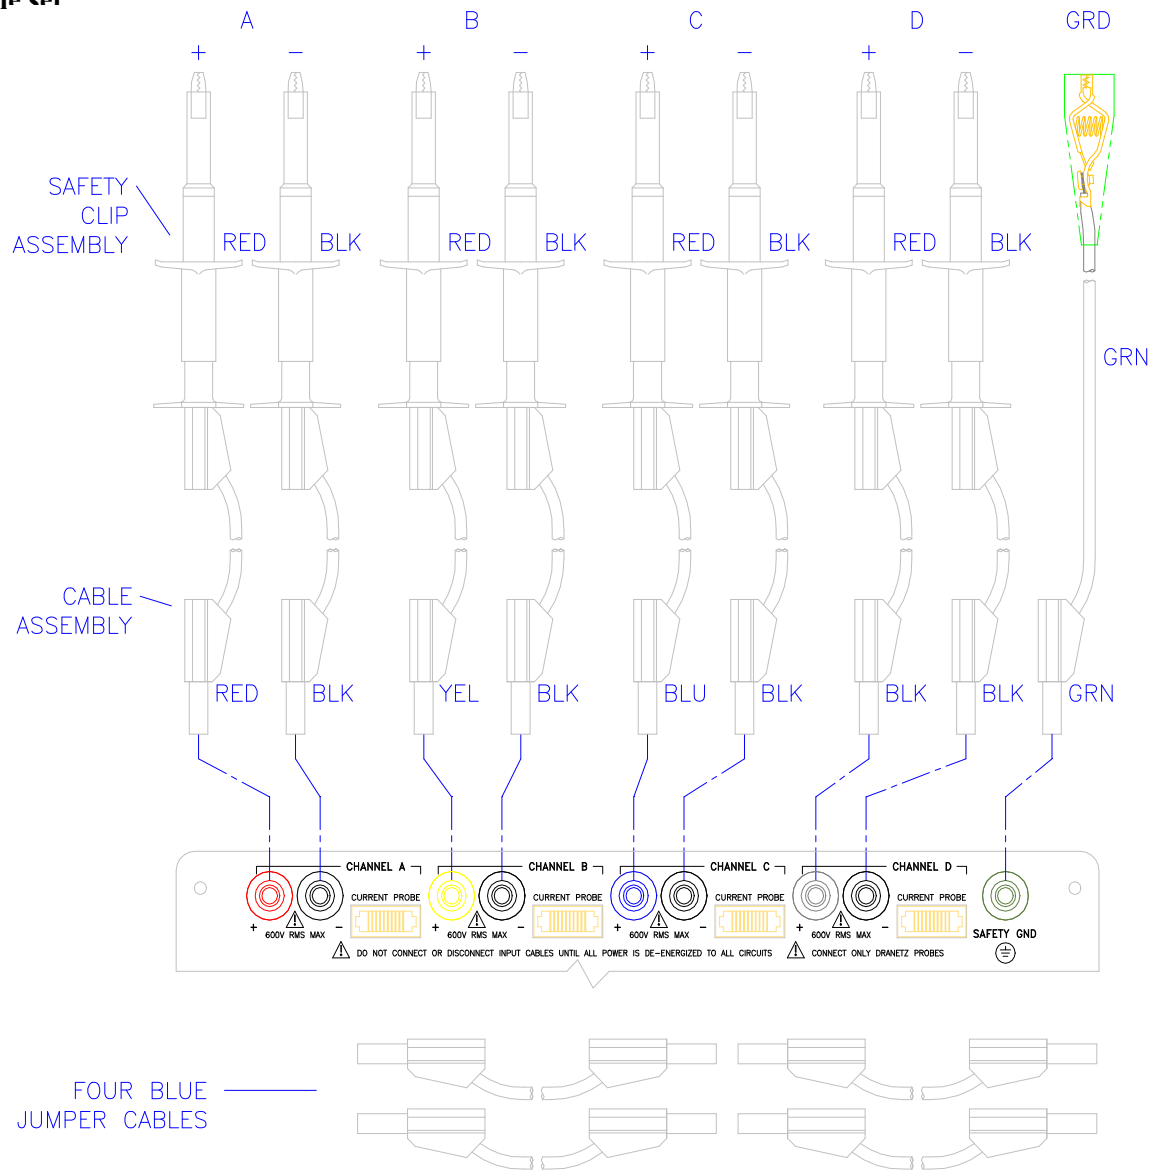 A B C D GRD
+ − + − + − + −
SAFETY
CLIP
ASSEMBLY
RED BLK RED BLK RED BLK RED BLK
GRN
CABLE
ASSEMBLY
RED BLK YEL BLK BLU BLK BLK BLK GRN
CHANNEL A CHANNEL B CHANNEL C CHANNEL D
CURRENT PROBE CURRENT PROBE CURRENT PROBE CURRENT PROBE
+ − + − + − + −
600V RMS MAX 600V RMS MAX 600V RMS MAX 600V RMS MAX
SAFETY GND
DO NOT CONNECT OR DISCONNECT INPUT CABLES UNTIL ALL POWER IS DE-ENERGIZED TO ALL CIRCUITS
CONNECT ONLY DRANETZ PROBES
FOUR BLUE
JUMPER CABLES